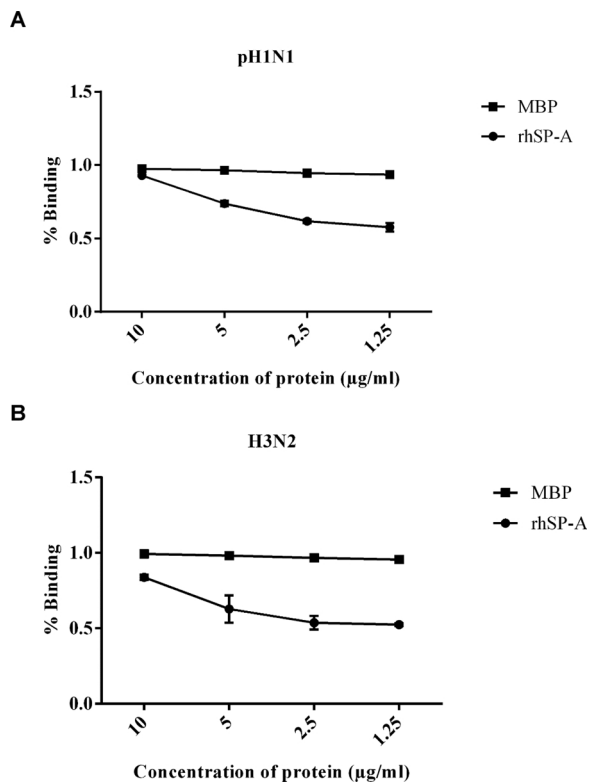 A
pH1N1
% Binding
1.5
1.0
0.5
0.0
10
5
2.5
1.25
Concentration of protein (µg/ml)
MBP
rhSP-A
B
H3N2
% Binding
1.5
1.0
0.5
0.0
10
5
2.5
1.25
Concentration of protein (µg/ml)
MBP
rhSP-A